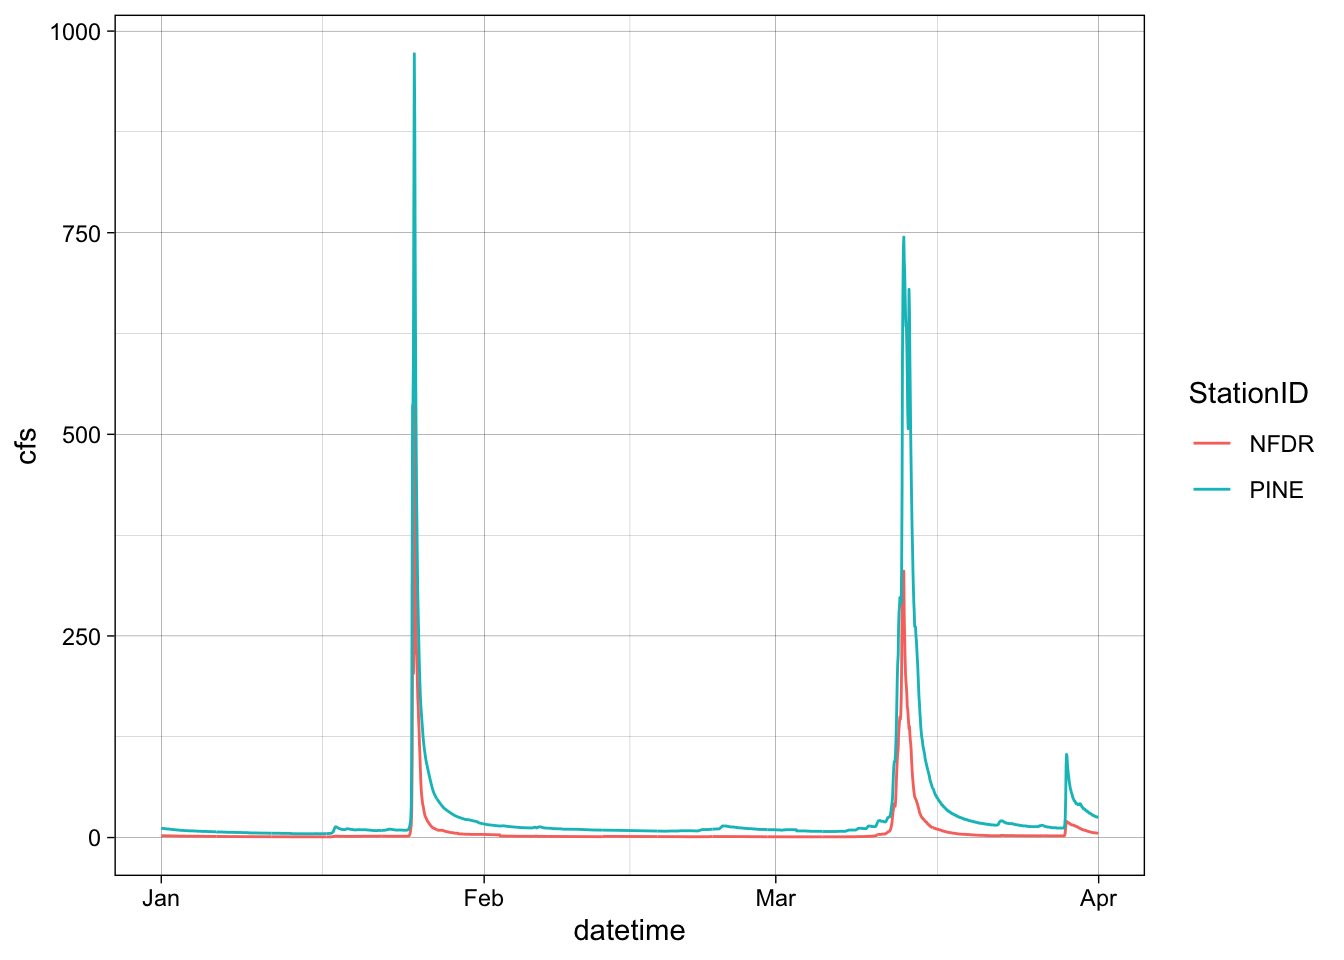 1000
750
500
250
0
cfs
Jan Feb Mar Apr
datetime
StationID
NFDR
PINE